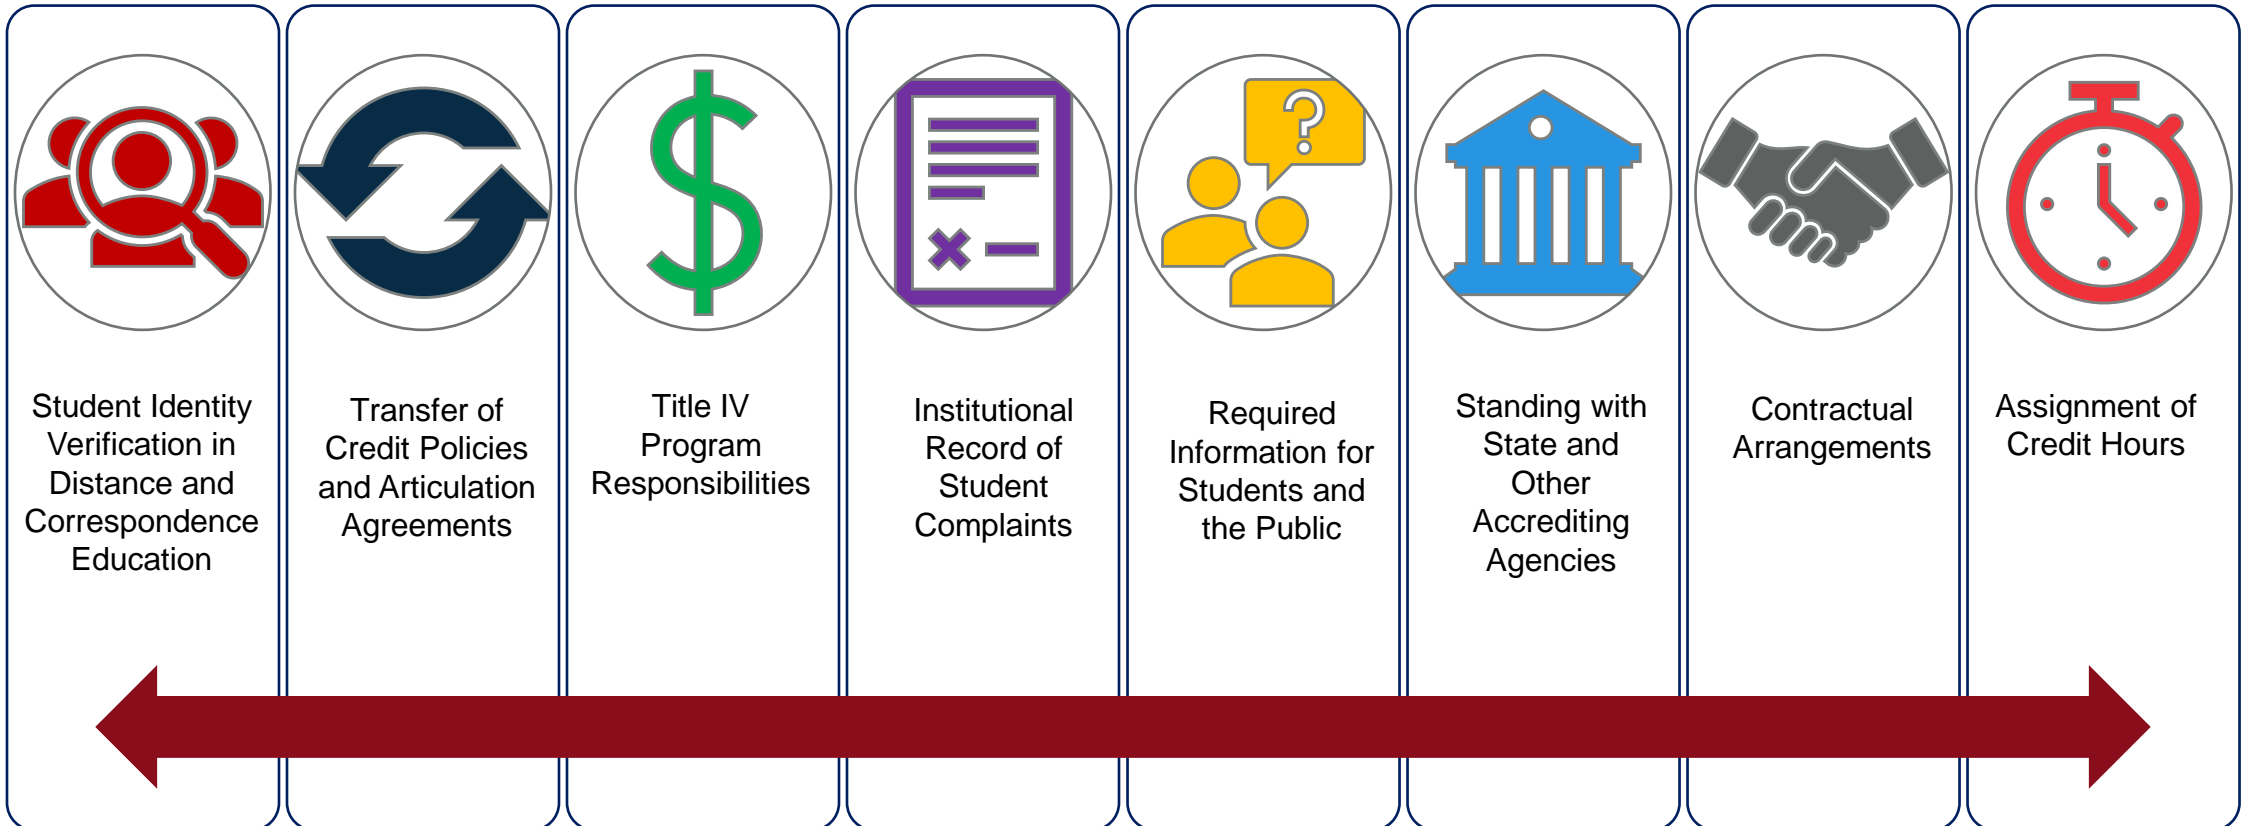 Student Identity
Verification in
Distance and
Correspondence
Education
Transfer of
Credit Policies
and Articulation
Agreements
Title IV
Program
Responsibilities
Institutional
Record of
Student
Complaints
?
Required
Information for
Students and
the Public
Standing with
State and
Other
Accrediting
Agencies
Contractual
Arrangements
Assignment of
Credit Hours